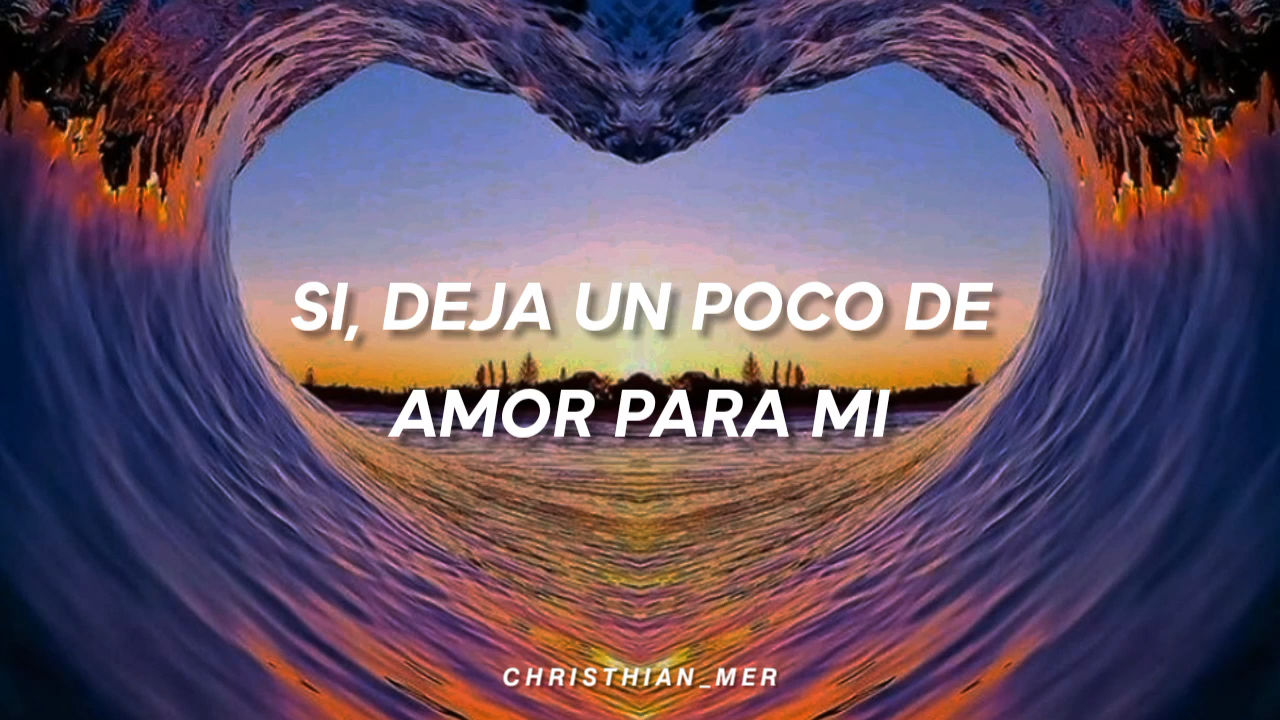 SI, DEJA UN POCO DE
AMOR PARA MI
CHRISTHIAN_MER